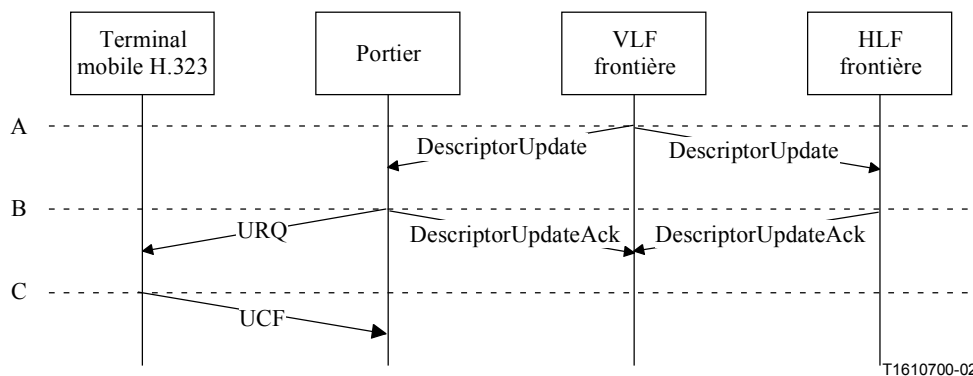 Terminal
mobile H.323
Portier
VLF
frontière
HLF
frontière
A
DescriptorUpdate
DescriptorUpdate
B
URQ
DescriptorUpdateAck
DescriptorUpdateAck
C
UCF
T1610700-02